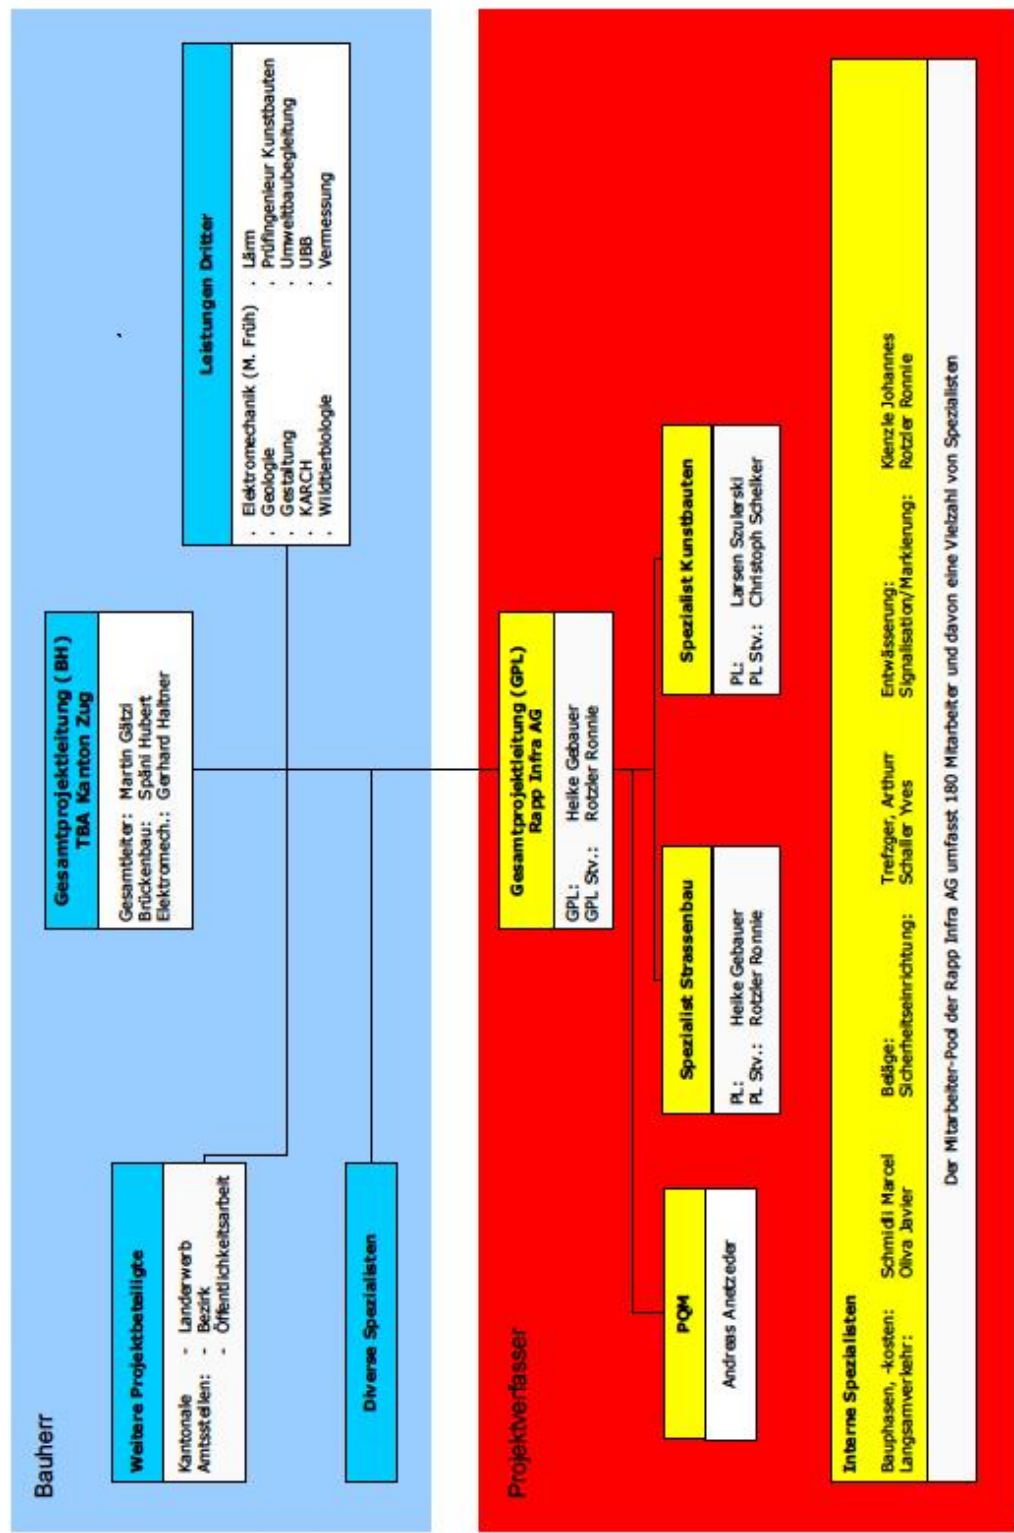 Bauherr
Gesamtprojektleitung (BH)
TBA Kanton Zug
Gesamtleiter: Martin Gätzi
Brückenbau: Späni Hubert
Elektromech.: Gerhard Haltner
Weitere Projektbeteiligte
Kantonale - Landerwerb
Amtsstellen: - Bezirk
- Öffentlichkeitsarbeit
Leistungen Dritter
. Elektromechanik (M. Früh) . Lärm
. Geologie . Prüfingenieur Kunstbauten
. Gestaltung . Umweltbaubegleitung
. KARCH . UBB
. Wildtierbiologie . Vermessung
Diverse Spezialisten
Projektverfasser
Gesamtprojektleitung (GPL)
Rapp Infra AG
GPL: Heike Gebauer
GPL Stv.: Rotzler Ronnie
PQM
Andreas Anetzeder
Spezialist Strassenbau
PL: Heike Gebauer
PL Stv.: Rotzler Ronnie
Spezialist Kunstbauten
PL: Larsen Szulerski
PL Stv.: Christoph Schelker
Interne Spezialisten
Bauphasen, -kosten: Schmidli Marcel Beläge: Trefzger, Arthurr Entwässerung: Kienzle Johannes
Langsamverkehr: Oliva Javier Sicherheitseinrichtung: Schaller Yves Signalisation/Markierung: Rotzler Ronnie
Der Mitarbeiter-Pool der Rapp Infra AG umfasst 180 Mitarbeiter und davon eine Vielzahl von Spezialisten